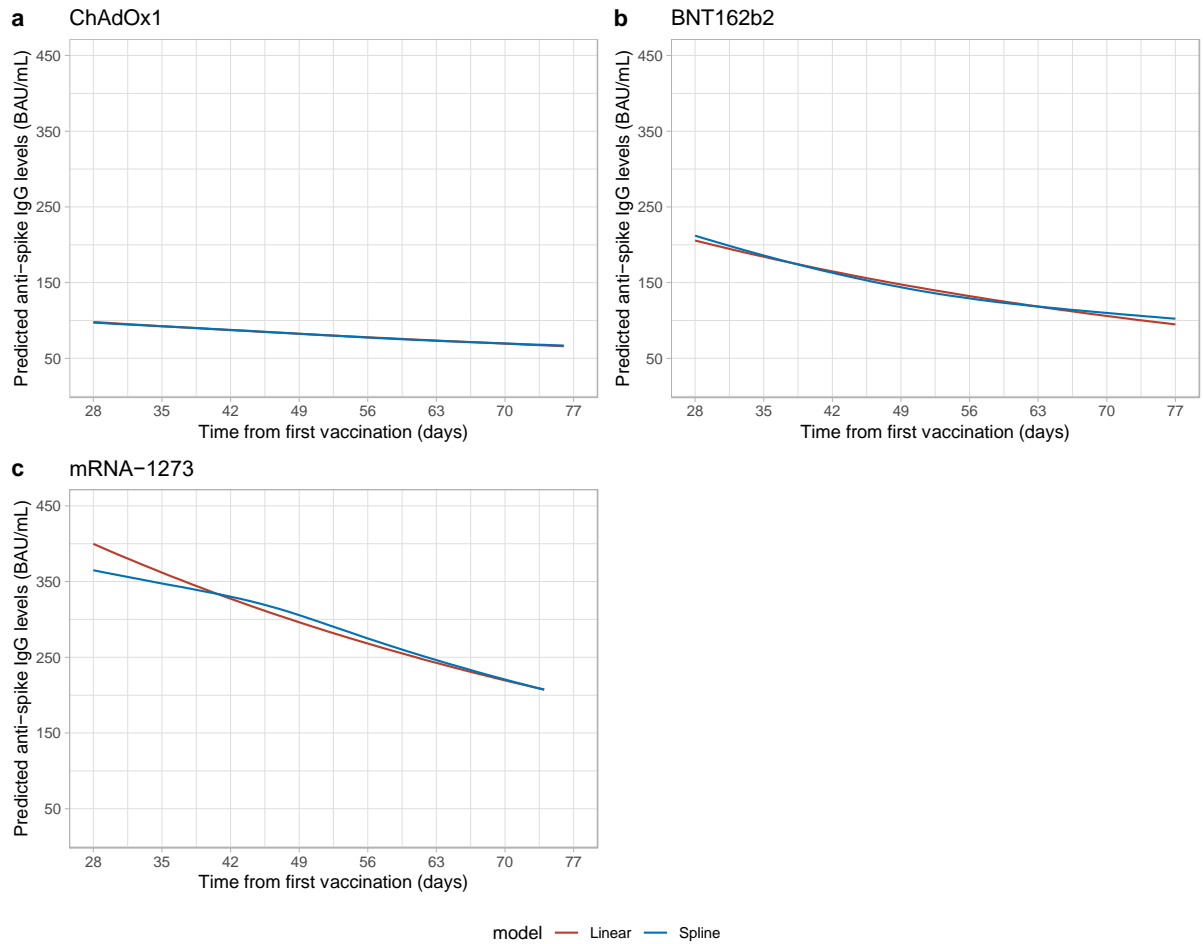 a ChAdOx1
Predicted anti−spike IgG levels (BAU/mL)
450
350
250
150
50
28 35 42 49 56 63 70 77
Time from first vaccination (days)
b BNT162b2
Predicted anti−spike IgG levels (BAU/mL)
450
350
250
150
50
28 35 42 49 56 63 70 77
Time from first vaccination (days)
c mRNA−1273
Predicted anti−spike IgG levels (BAU/mL)
450
350
250
150
50
28 35 42 49 56 63 70 77
Time from first vaccination (days)
model Linear Spline